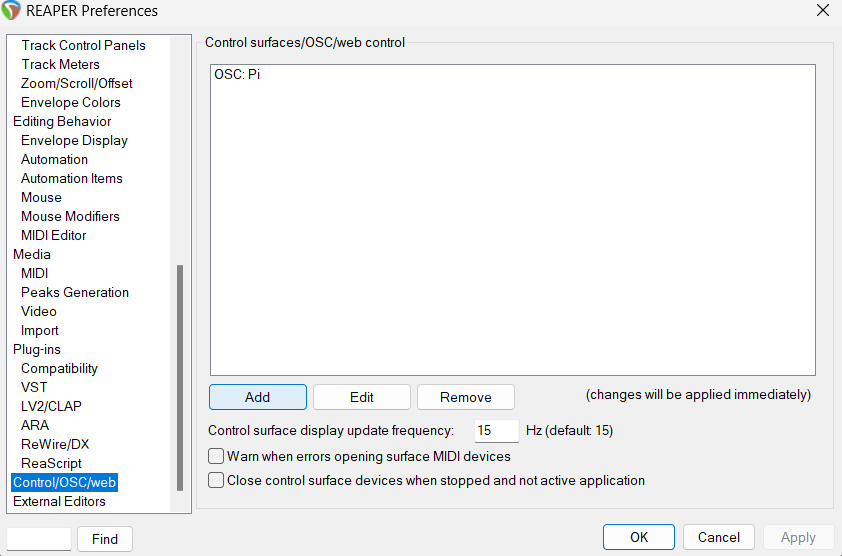 REAPER Preferences
Track Control Panels
Track Meters
Zoom/Scroll/Offset
Envelope Colors
Editing Behavior
Envelope Display
Automation
Automation Items
Mouse
Mouse Modifiers
MIDI Editor
Media
MIDI
Peaks Generation
Video
Import
Plug-ins
Compatibility
VST
LV2/CLAP
ARA
ReWire/DX
ReaScript
Control/OSC/web
External Editors
Find
Control surfaces/OSC/web control
OSC: Pi
Add Edit Remove (changes will be applied immediately)
Control surface display update frequency: 15 Hz (default: 15)
Warn when errors opening surface MIDI devices
Close control surface devices when stopped and not active application
OK Cancel Apply